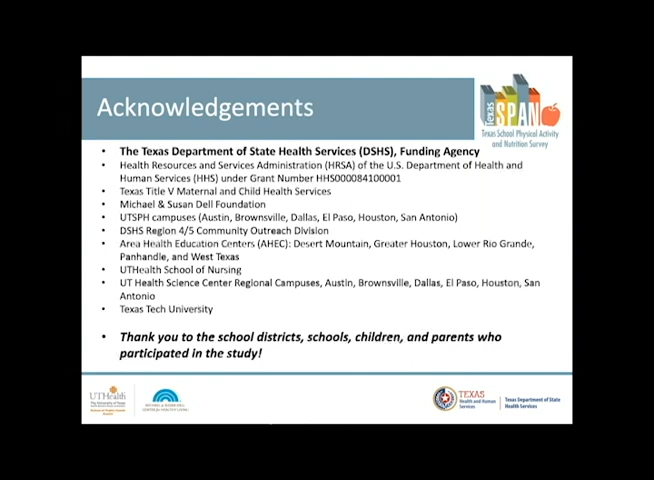 Acknowledgements
Texas
SPAN
Texas School Physical Activity
and Nutrition Survey
• The Texas Department of State Health Services (DSHS), Funding Agency
• Health Resources and Services Administration (HRSA) of the U.S. Department of Health and
Human Services (HHS) under Grant Number HHS000084100001
• Texas Title V Maternal and Child Health Services
• Michael & Susan Dell Foundation
• UTSPH campuses (Austin, Brownsville, Dallas, El Paso, Houston, San Antonio)
• DSHS Region 4/5 Community Outreach Division
• Area Health Education Centers (AHEC): Desert Mountain, Greater Houston, Lower Rio Grande,
Panhandle, and West Texas
• UTHealth School of Nursing
• UT Health Science Center Regional Campuses, Austin, Brownsville, Dallas, El Paso, Houston, San
Antonio
• Texas Tech University
• Thank you to the school districts, schools, children, and parents who
participated in the study!
UTHealth
The University of Texas
School of Public Health
MICHAEL & SUSAN DELL
CENTER for HEALTHY LIVING
TEXAS
Health and Human
Services
Texas Department of State
Health Services